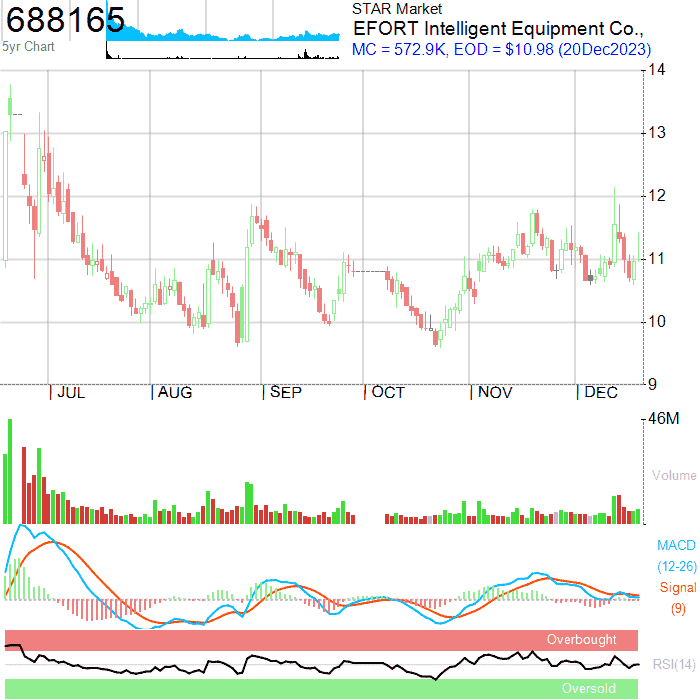 688165
5yr Chart
STAR Market
EFORT Intelligent Equipment Co.,
MC = 572.9K, EOD = $10.98 (20Dec2023)
14
13
12
11
10
9
JUL AUG SEP OCT NOV DEC
46M
Volume
MACD
(12-26)
Signal
(9)
Overbought
RSI(14)
Oversold